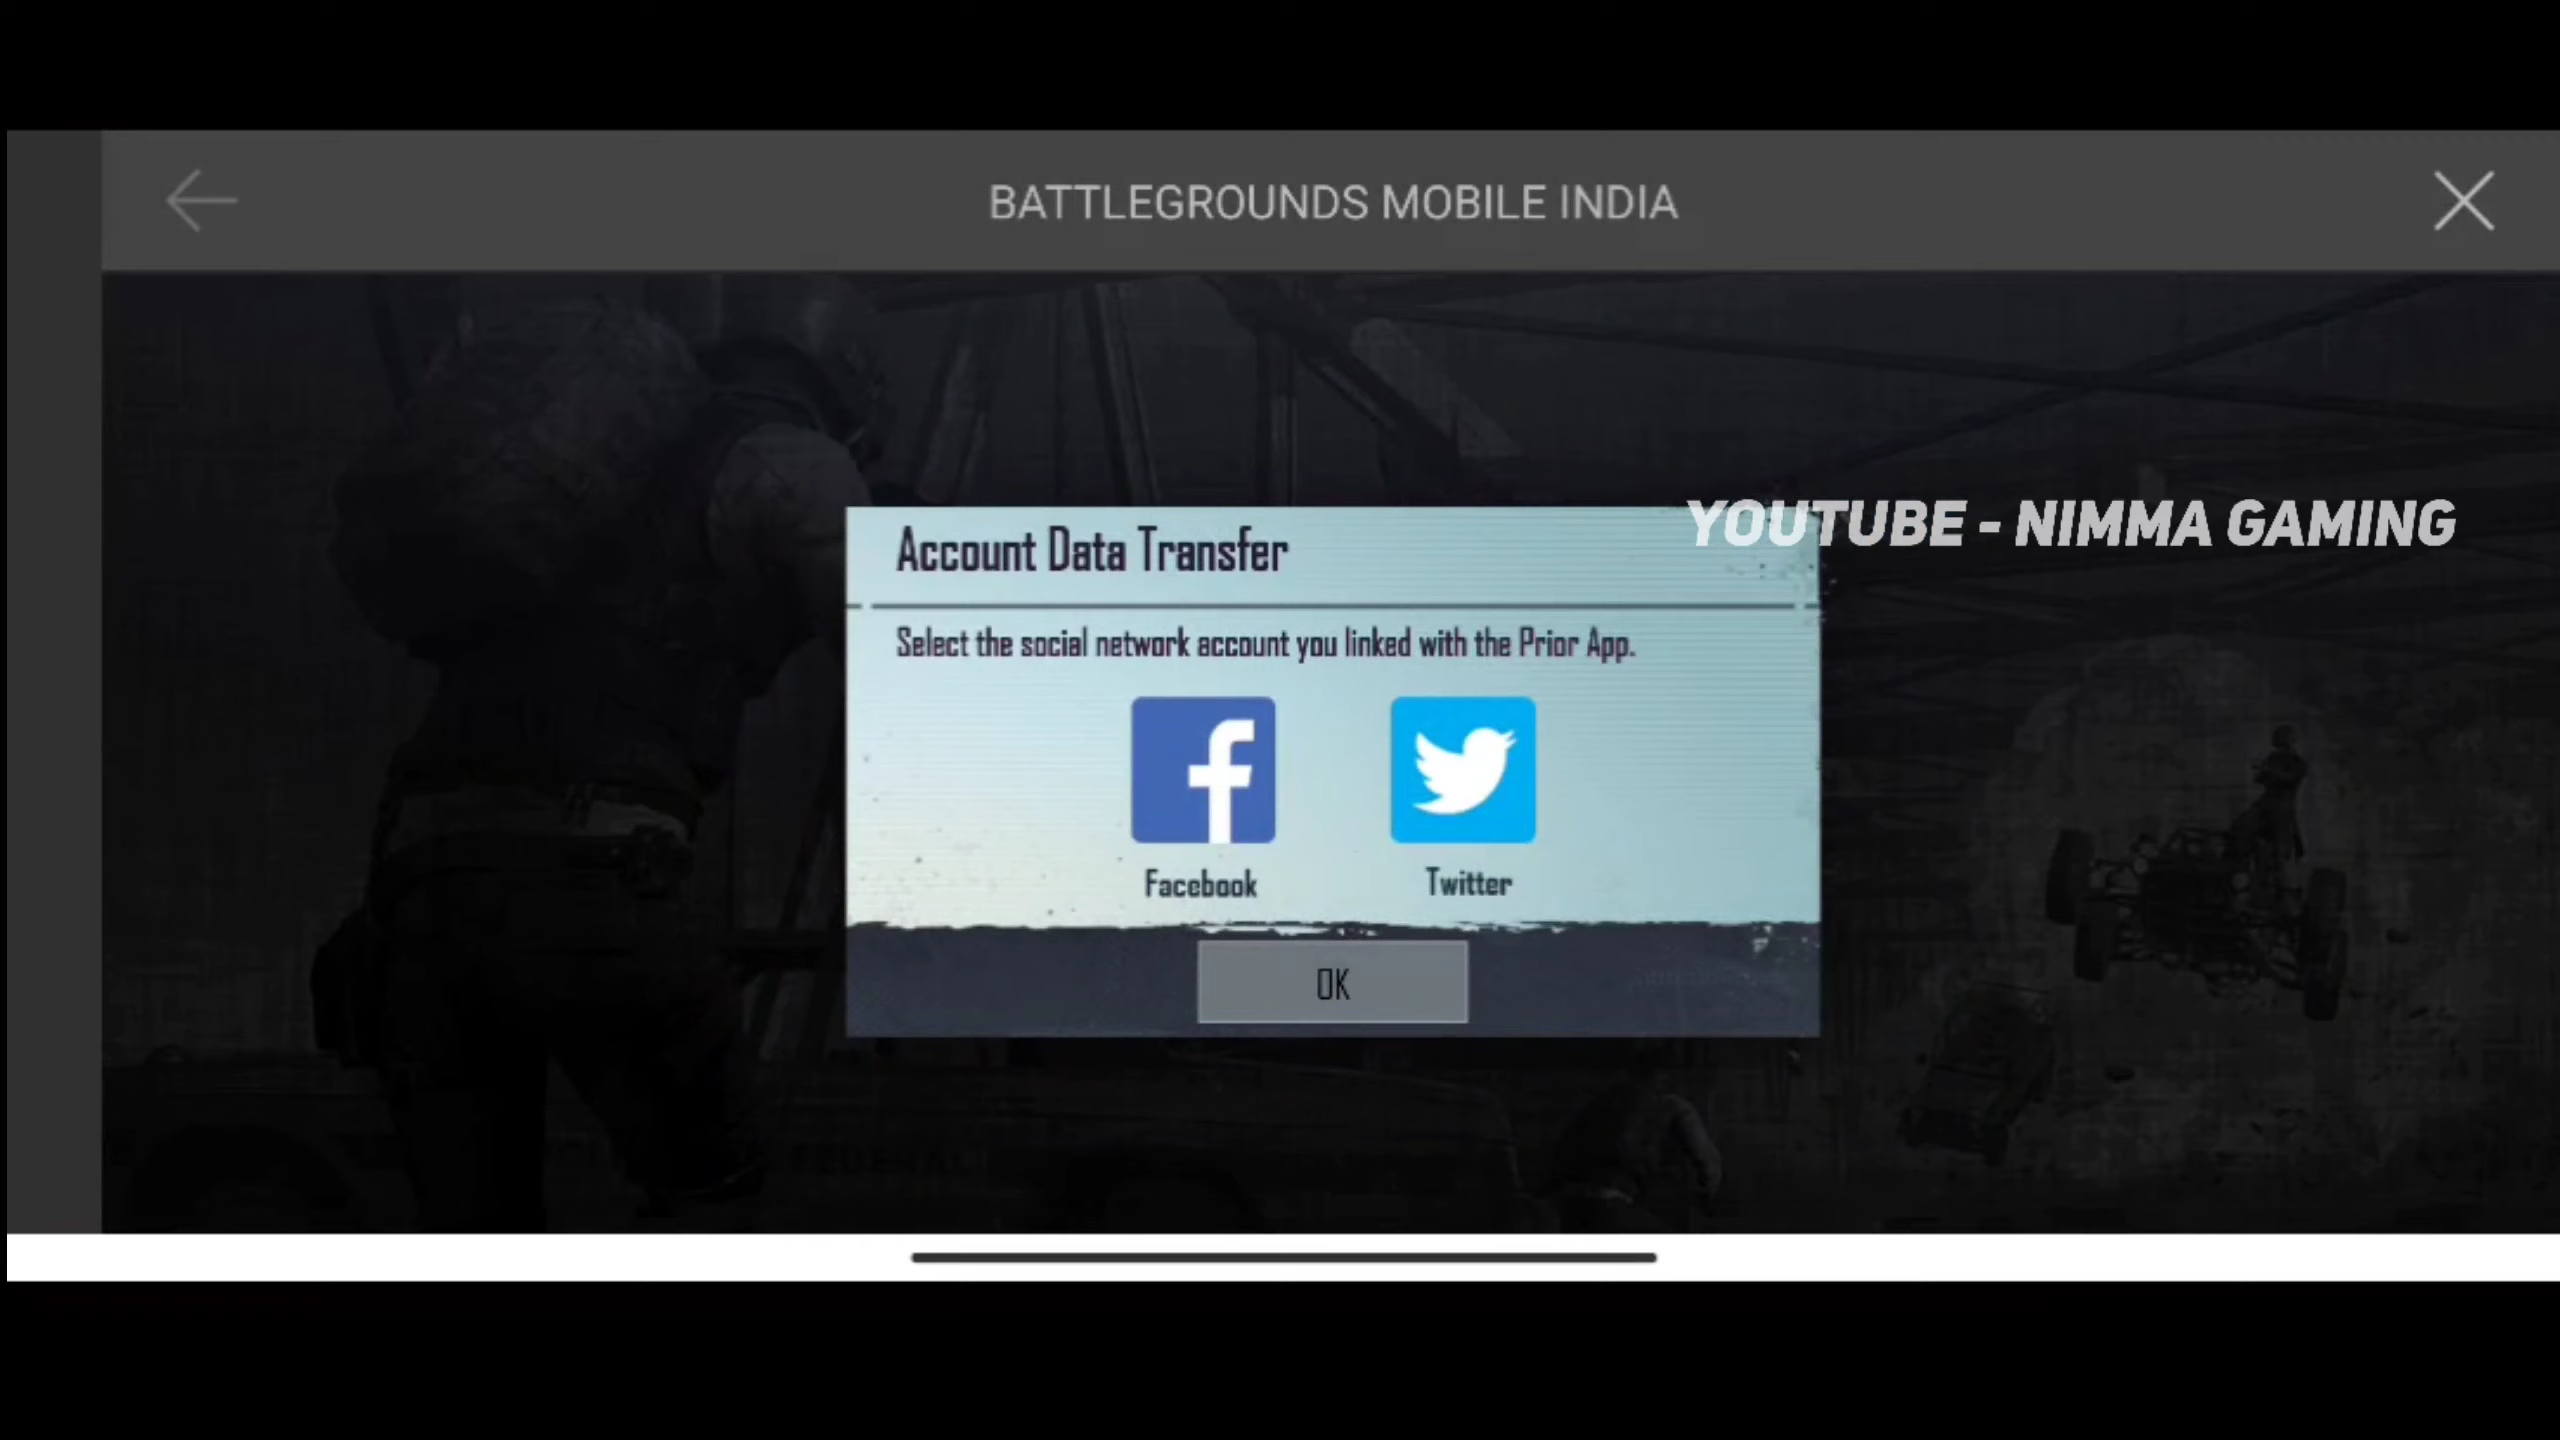 BATTLEGROUNDS MOBILE INDIA
YOUTUBE - NIMMA GAMING
Account Data Transfer
Select the social network account you linked with the Prior App.
Facebook
Twitter
OK